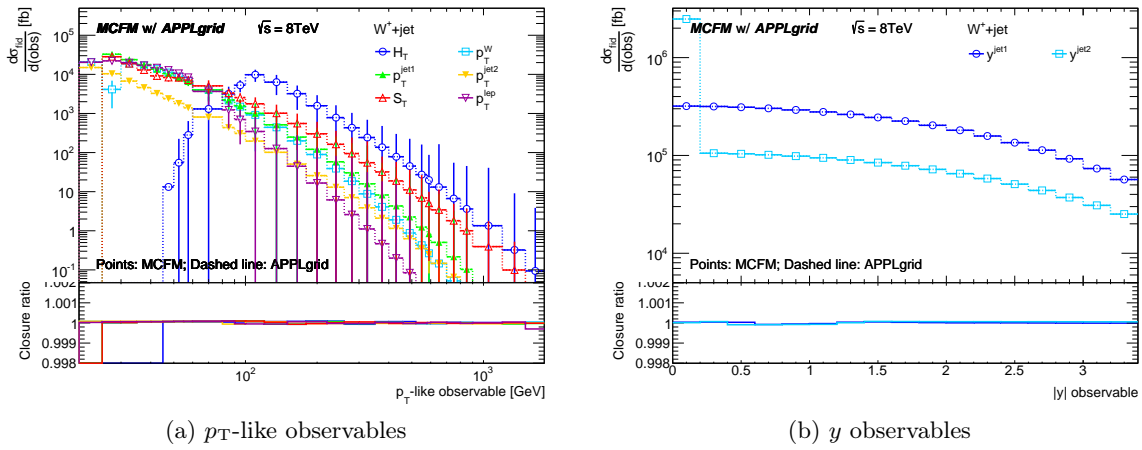 dσ_fid/d(obs) [fb]
MCFM w/ APPLgrid √s = 8TeV W⁺+jet
H_T p_T^W
p_T^jet1 p_T^jet2
S_T p_T^lep
10⁵
10⁴
10³
10²
10
1
10⁻¹
Points: MCFM; Dashed line: APPLgrid
Closure ratio
1.002
1.001
1
0.999
0.998
10² 10³
p_T-like observable [GeV]
(a) p_T-like observables
dσ_fid/d(obs) [fb]
MCFM w/ APPLgrid √s = 8TeV W⁺+jet
y^jet1 y^jet2
10⁶
10⁵
10⁴
Points: MCFM; Dashed line: APPLgrid
Closure ratio
1.002
1.001
1
0.999
0.998
0 0.5 1 1.5 2 2.5 3
|y| observable
(b) y observables